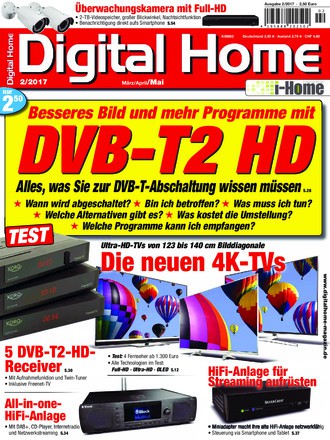 Überwachungskamera mit Full-HD
• 2-TB-Videospeicher, großer Blickwinkel, Nachtsichtfunktion
• Benachrichtigung direkt aufs Smartphone S.54
Ausgabe 2/2017 - 2,50 Euro
Digital Home
Digital Home
2/2017
März/April/Mai
i-Home
NUR
2.50
Besseres Bild und mehr Programme mit
DVB-T2 HD
Alles, was Sie zur DVB-T-Abschaltung wissen müssen S.26
★ Wann wird abgeschaltet? ★ Bin ich betroffen? ★ Was muss ich tun?
★ Welche Alternativen gibt es? ★ Was kostet die Umstellung?
★ Welche Programme kann ich empfangen?
TEST
Ultra-HD-TVs von 123 bis 140 cm Bilddiagonale
Die neuen 4K-TVs
www.digitalhome-magazin.de
5 DVB-T2-HD-
Receiver S.30
• Mit Aufnahmefunktion und Twin-Tuner
• Inklusive Freenet-TV
• Test: 4 Fernseher ab 1.300 Euro
• Alle Technologien im Test:
Full-HD - Ultra-HD - OLED S.12
HiFi-Anlage für
Streaming aufrüsten
All-in-one-
HiFi-Anlage
• Mit DAB+, CD-Player, Internetradio
und Netzwerkstreaming S.34
• Miniadapter macht Ihre alte HiFi-Anlage netzwerkfähig
• Steuerung via Smartphone und Tablet S.37